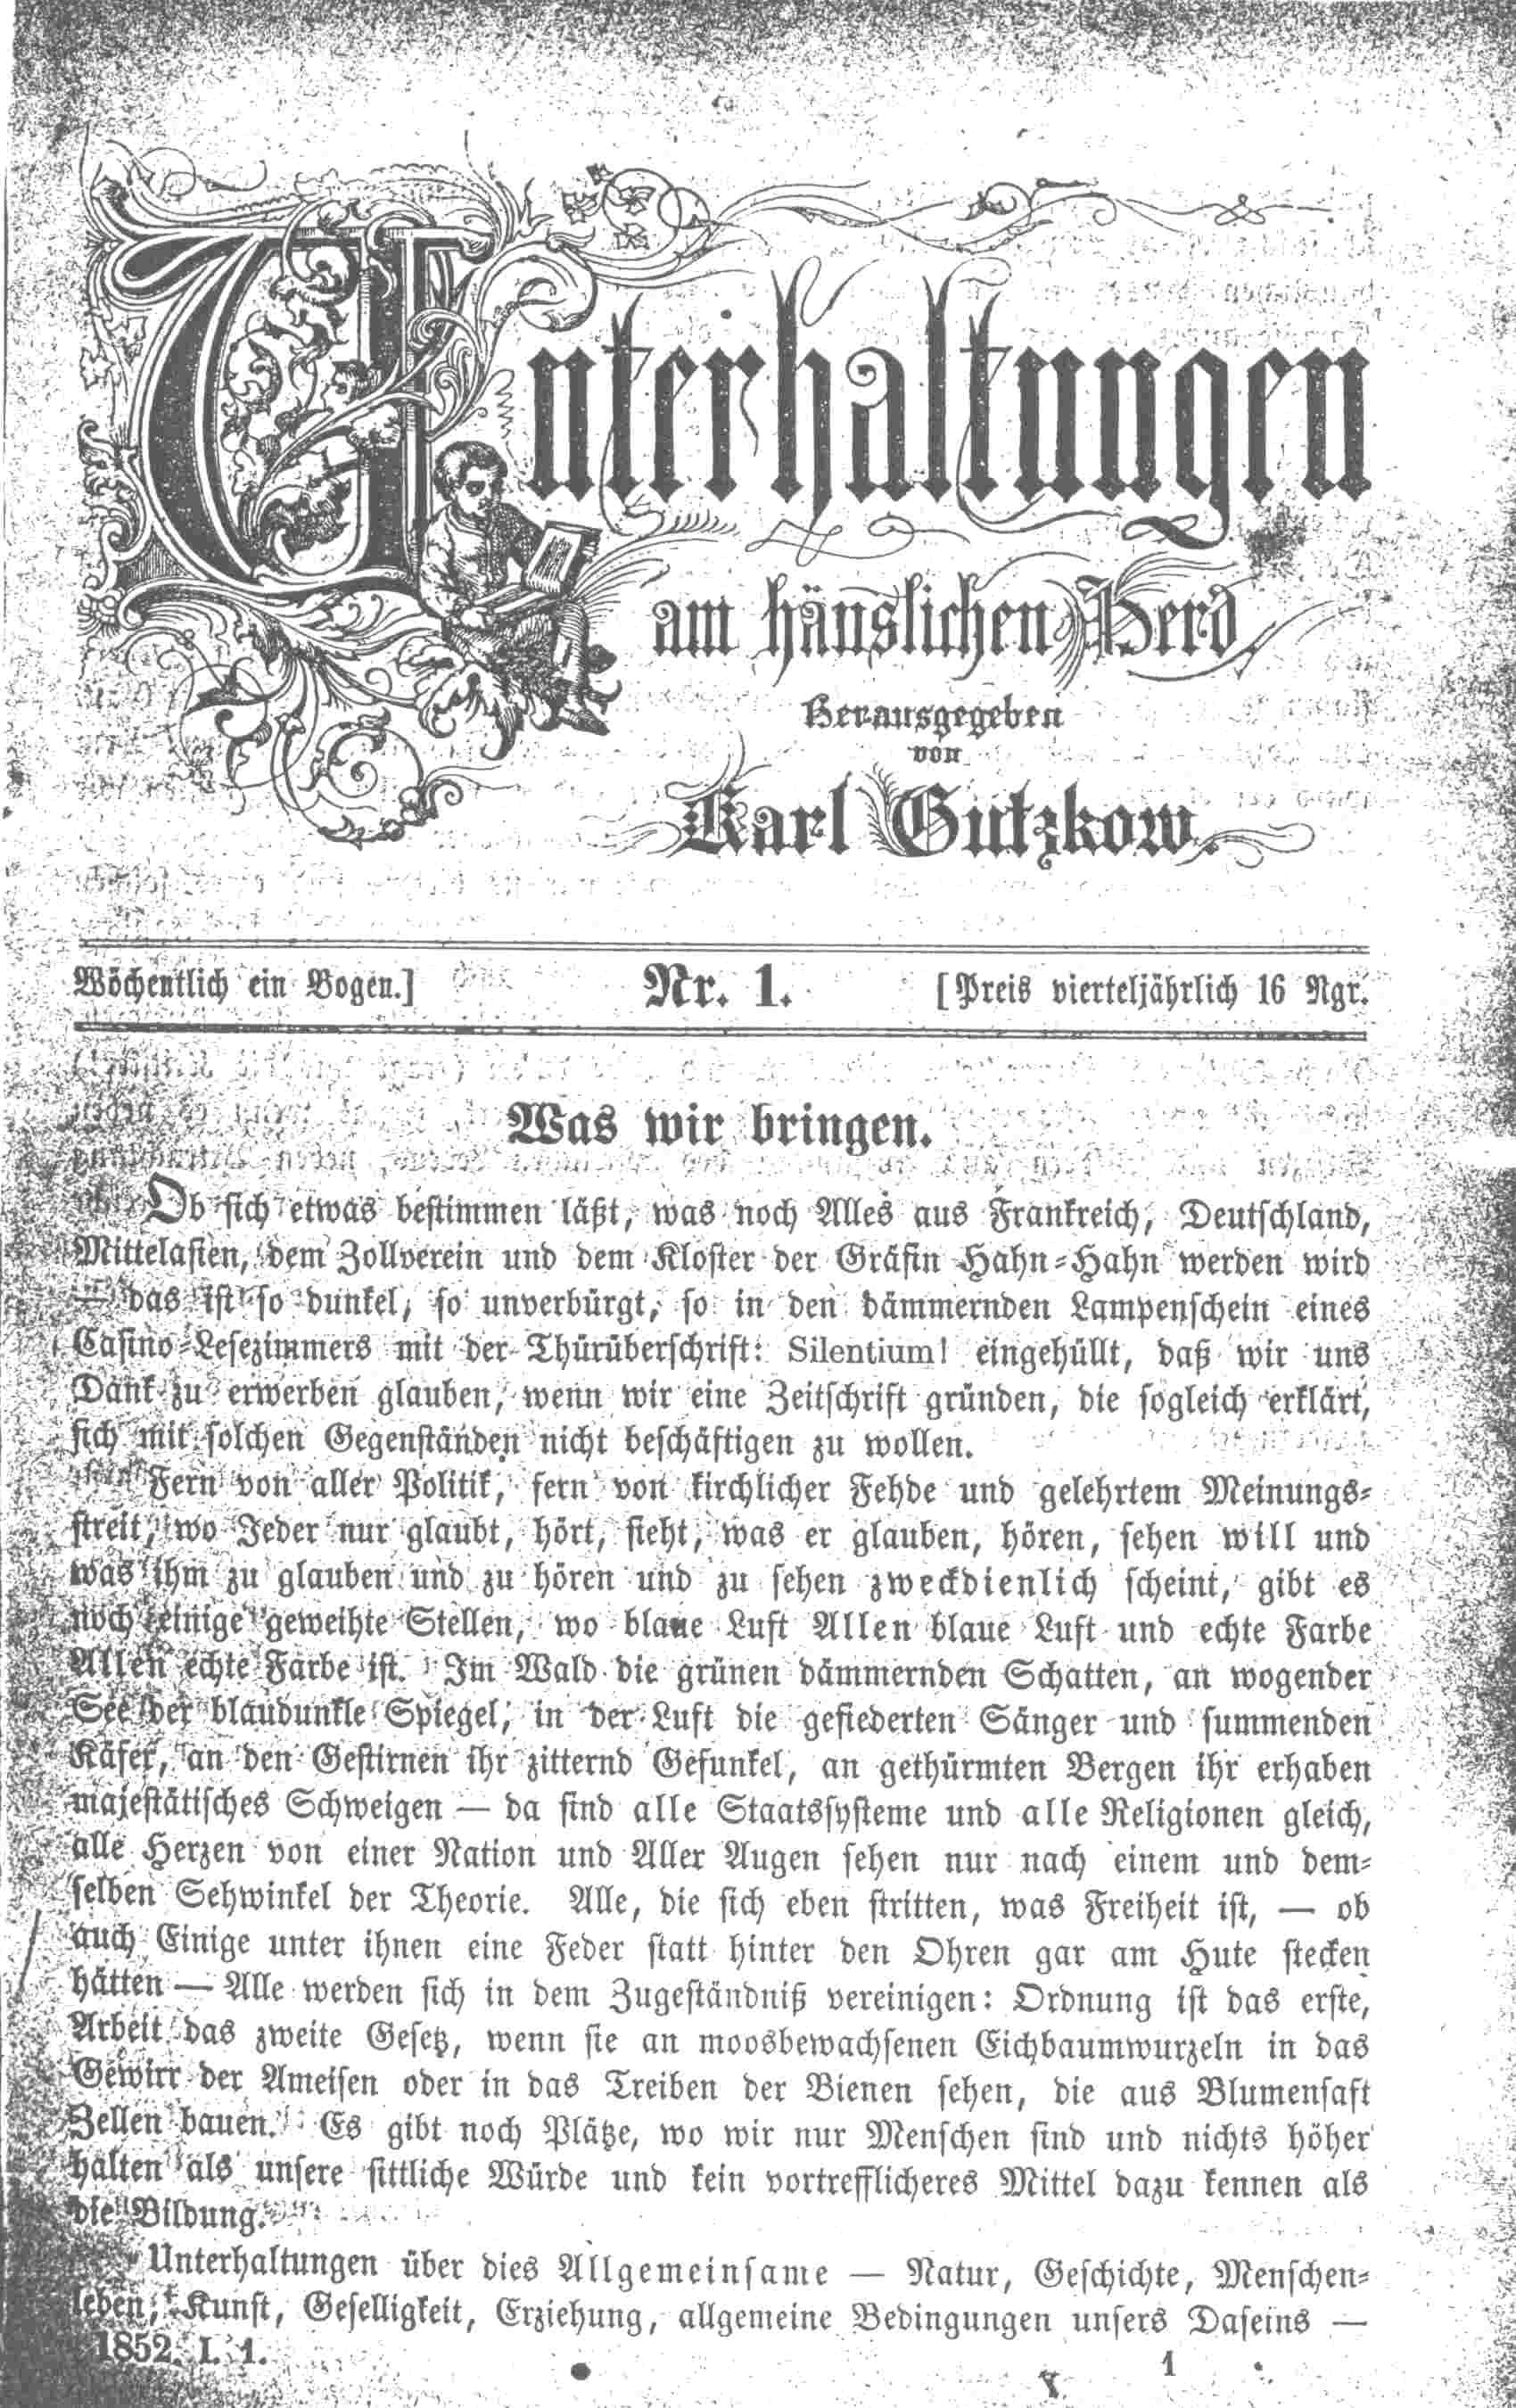 Unterhaltungen
am häuslichen Herd.
Herausgegeben
von
Karl Gutzkow.
Wöchentlich ein Bogen.] Nr. 1. [Preis vierteljährlich 16 Ngr.
Was wir bringen.
Ob sich etwas bestimmen läßt, was noch Alles aus Frankreich, Deutschland,
Mittelasien, dem Zollverein und dem Kloster der Gräfin Hahn-Hahn werden wird
— das ist so dunkel, so unverbürgt, so in den dämmernden Lampenschein eines
Casino-Lesezimmers mit der Thürüberschrift: Silentium! eingehüllt, daß wir uns
Dank zu erwerben glauben, wenn wir eine Zeitschrift gründen, die sogleich erklärt,
sich mit solchen Gegenständen nicht beschäftigen zu wollen.
Fern von aller Politik, fern von kirchlicher Fehde und gelehrtem Meinungs-
streit, wo Jeder nur glaubt, hört, sieht, was er glauben, hören, sehen will und
was ihm zu glauben und zu hören und zu sehen zweckdienlich scheint, gibt es
noch einige geweihte Stellen, wo blaue Luft Allen blaue Luft und echte Farbe
Allen echte Farbe ist. Im Wald die grünen dämmernden Schatten, an wogender
See der blaudunkle Spiegel, in der Luft die gefiederten Sänger und summenden
Käfer, an den Gestirnen ihr zitternd Gefunkel, an gethürmten Bergen ihr erhaben
majestätisches Schweigen — da sind alle Staatssysteme und alle Religionen gleich,
alle Herzen von einer Nation und Aller Augen sehen nur nach einem und dem-
selben Sehwinkel der Theorie. Alle, die sich eben stritten, was Freiheit ist, — ob
auch Einige unter ihnen eine Feder statt hinter den Ohren gar am Hute stecken
hätten — Alle werden sich in dem Zugeständniß vereinigen: Ordnung ist das erste,
Arbeit das zweite Gesetz, wenn sie an moosbewachsenen Eichbaumwurzeln in das
Gewirr der Ameisen oder in das Treiben der Bienen sehen, die aus Blumensaft
Zellen bauen. Es gibt noch Plätze, wo wir nur Menschen sind und nichts höher
halten als unsere sittliche Würde und kein vortrefflicheres Mittel dazu kennen als
die Bildung.
Unterhaltungen über dies Allgemeinsame — Natur, Geschichte, Menschen-
leben, Kunst, Geselligkeit, Erziehung, allgemeine Bedingungen unsers Daseins —
1852. I. 1. 1